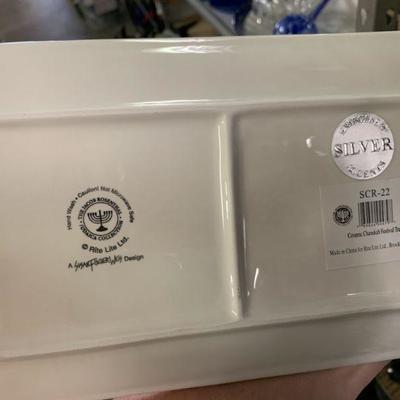 Hand Wash • Caution! Not Microwave Safe
THE JACOB ROSENTHAL
JUDAICA COLLECTION
© Rite Lite Ltd.
A Design
SILVER
SCR-22
Ceramic Chanukah Festival
Made in China for Rite Lite Ltd.,